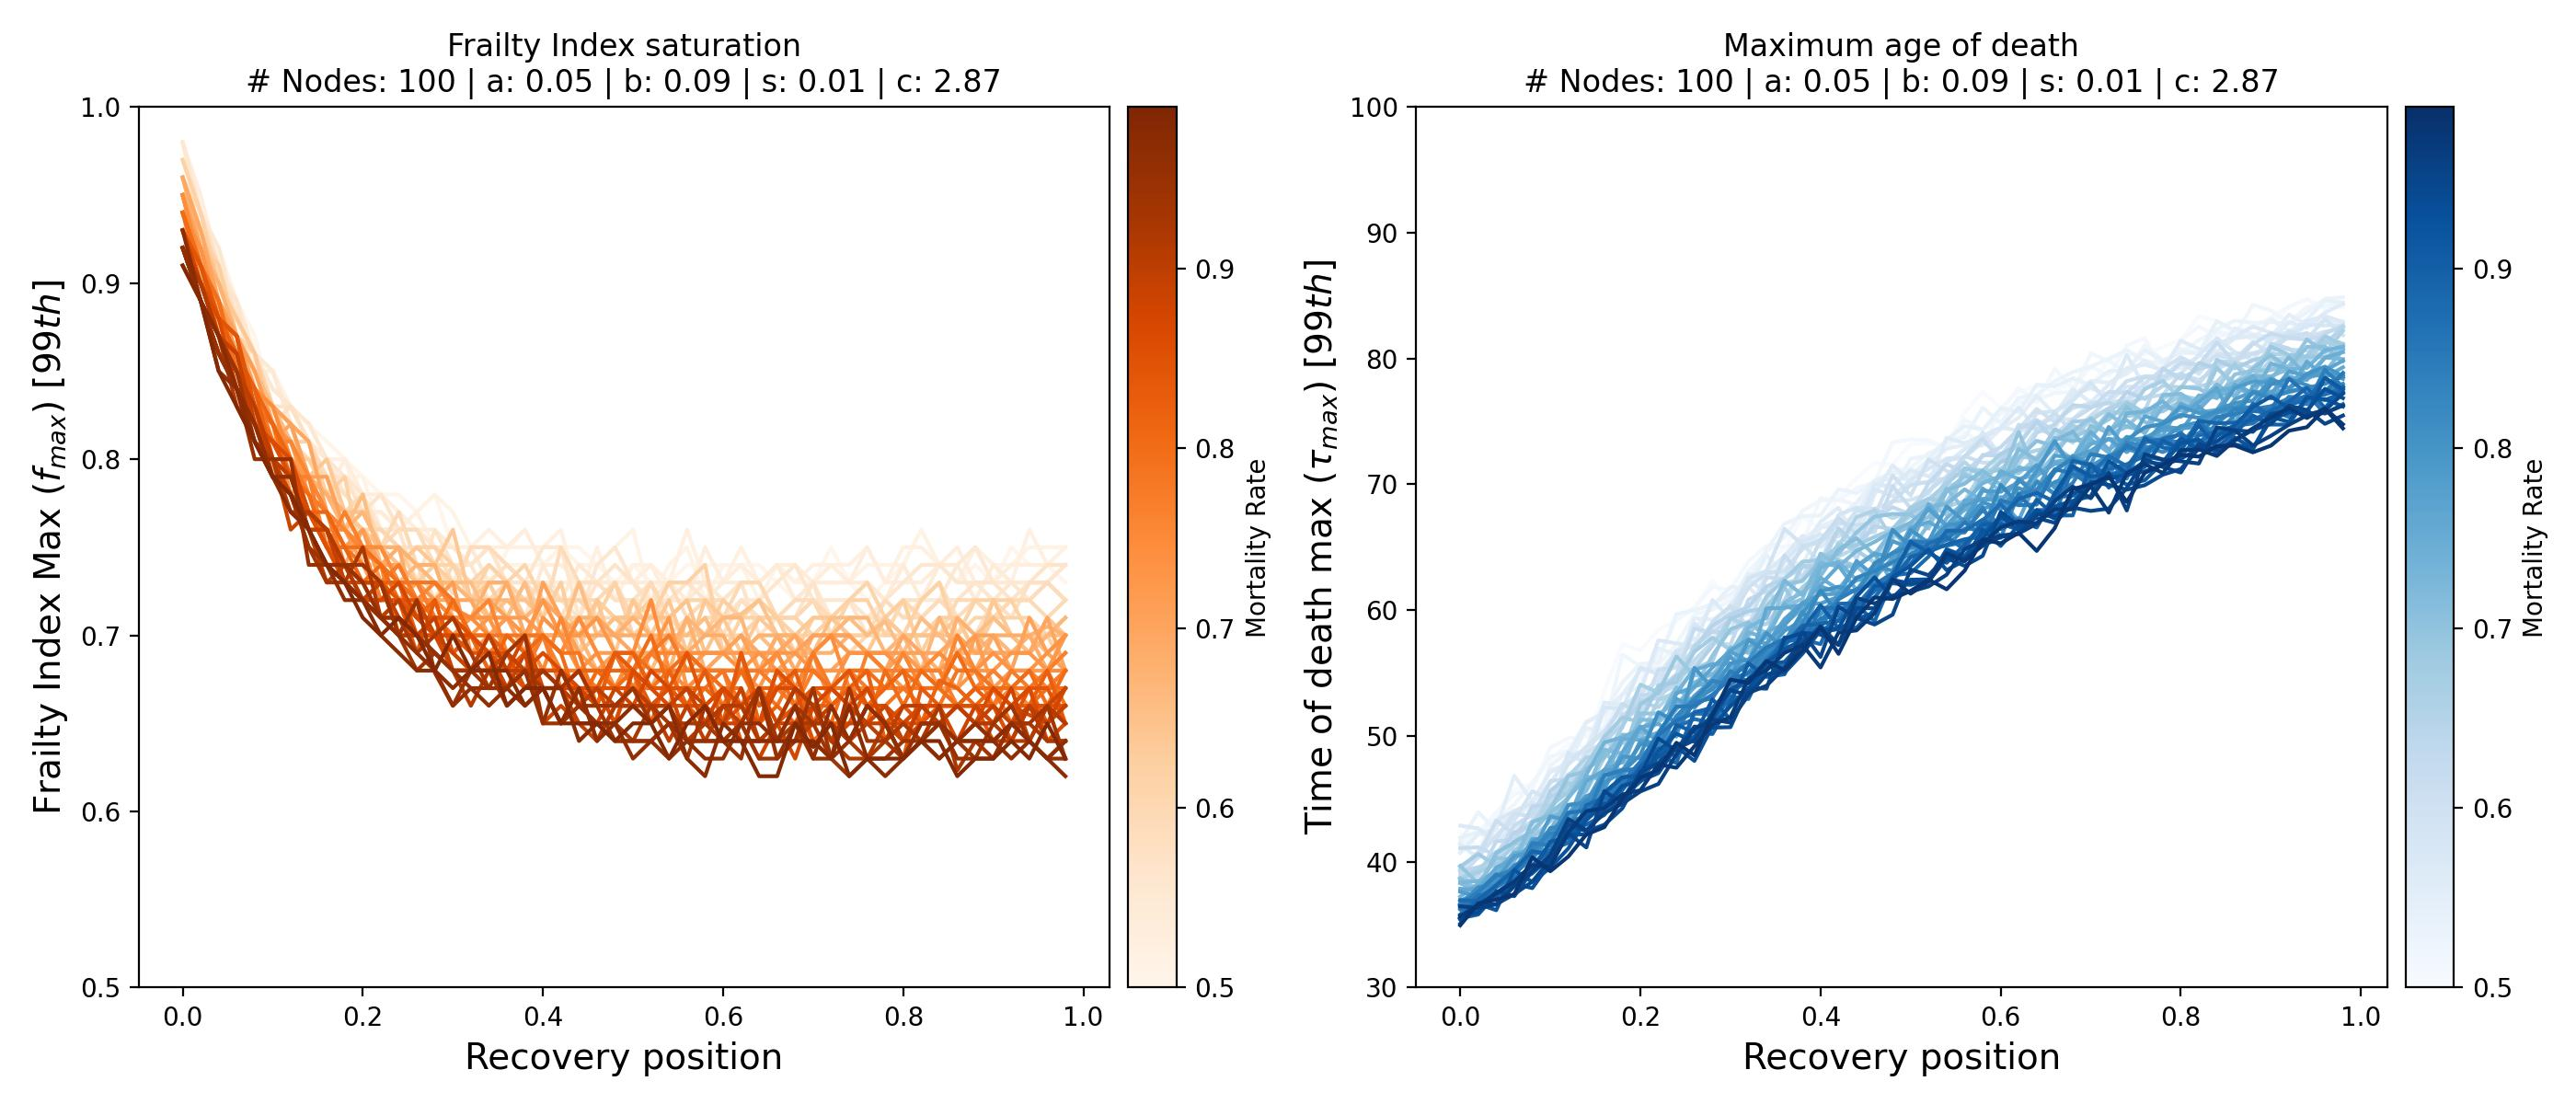 Frailty Index saturation
# Nodes: 100 | a: 0.05 | b: 0.09 | s: 0.01 | c: 2.87
1.0
0.9
0.8
0.7
0.6
0.5
Frailty Index Max (f_max) [99th]
0.0 0.2 0.4 0.6 0.8 1.0
Recovery position
0.9
0.8
0.7
0.6
0.5
Mortality Rate
Maximum age of death
# Nodes: 100 | a: 0.05 | b: 0.09 | s: 0.01 | c: 2.87
100
90
80
70
60
50
40
30
Time of death max (τ_max) [99th]
0.0 0.2 0.4 0.6 0.8 1.0
Recovery position
0.9
0.8
0.7
0.6
0.5
Mortality Rate